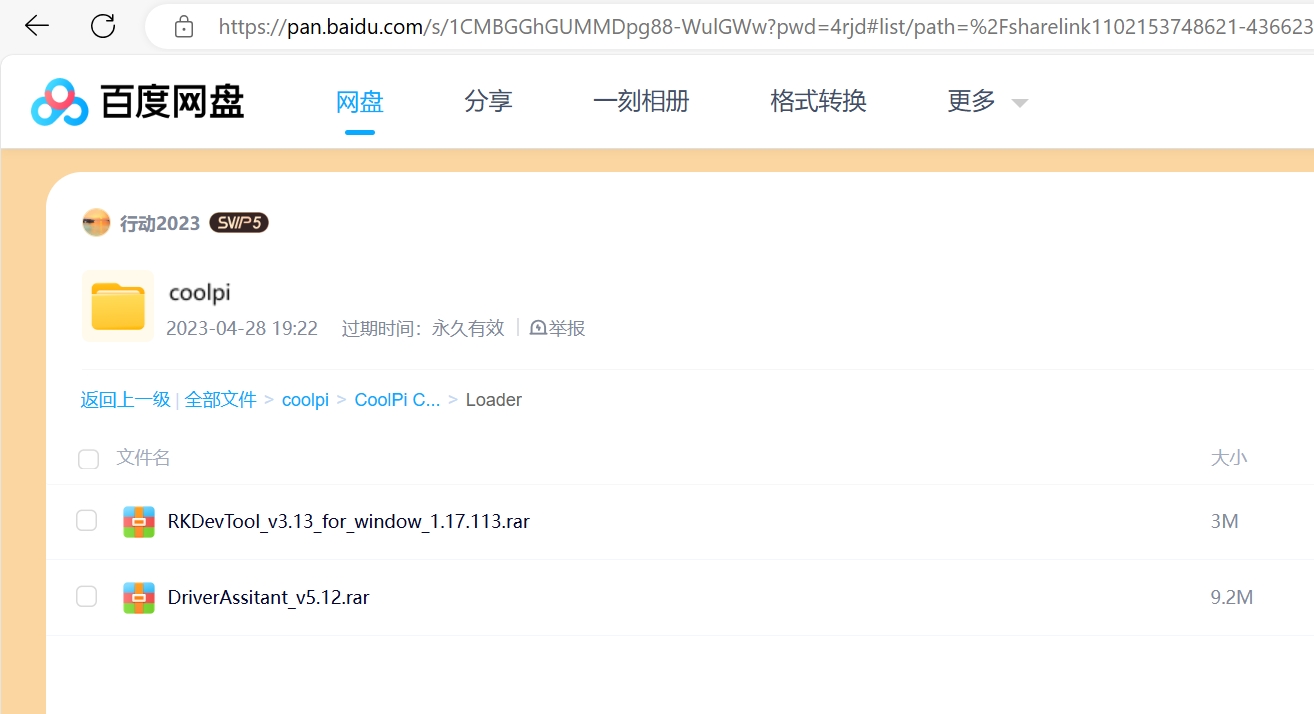 https://pan.baidu.com/s/1CMBGGhGUMMDpg88-WulGWw?pwd=4rjd#list/path=%2Fsharelink1102153748621-436623
百度网盘 网盘 分享 一刻相册 格式转换 更多
行动2023 SVIP5
coolpi
2023-04-28 19:22 过期时间：永久有效 | 举报
返回上一级 | 全部文件 > coolpi > CoolPi C... > Loader
文件名 大小
RKDevTool_v3.13_for_window_1.17.113.rar 3M
DriverAssitant_v5.12.rar 9.2M